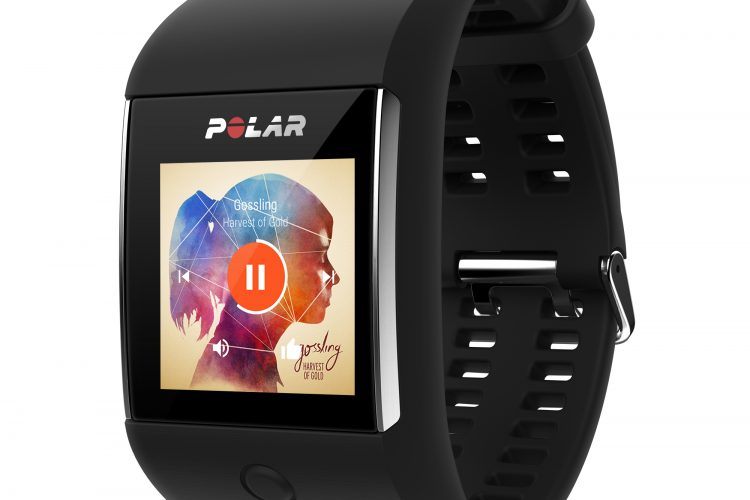 POLAR
Gossling
Harvest of Gold
gossling
HARVEST
OF GOLD